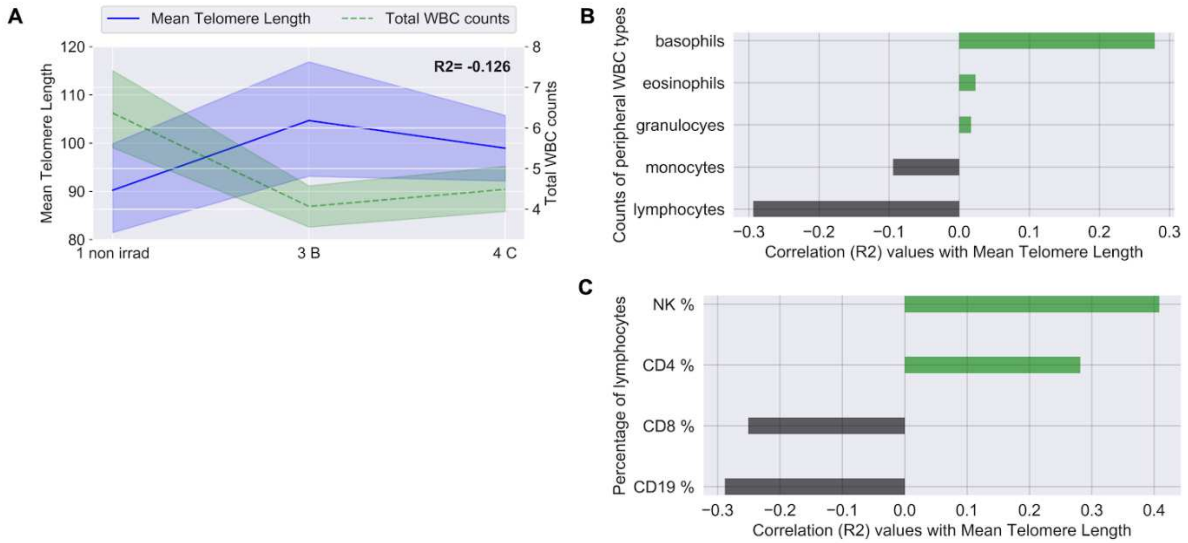 A
Mean Telomere Length
Total WBC counts
120
110
100
90
80
Mean Telomere Length
R2= -0.126
8
7
6
5
4
Total WBC counts
1 non irrad
3 B
4 C
B
Counts of peripheral WBC types
basophils
eosinophils
granulocyes
monocytes
lymphocytes
−0.3 −0.2 −0.1 0.0 0.1 0.2 0.3
Correlation (R2) values with Mean Telomere Length
C
Percentage of lymphocytes
NK %
CD4 %
CD8 %
CD19 %
−0.3 −0.2 −0.1 0.0 0.1 0.2 0.3 0.4
Correlation (R2) values with Mean Telomere Length